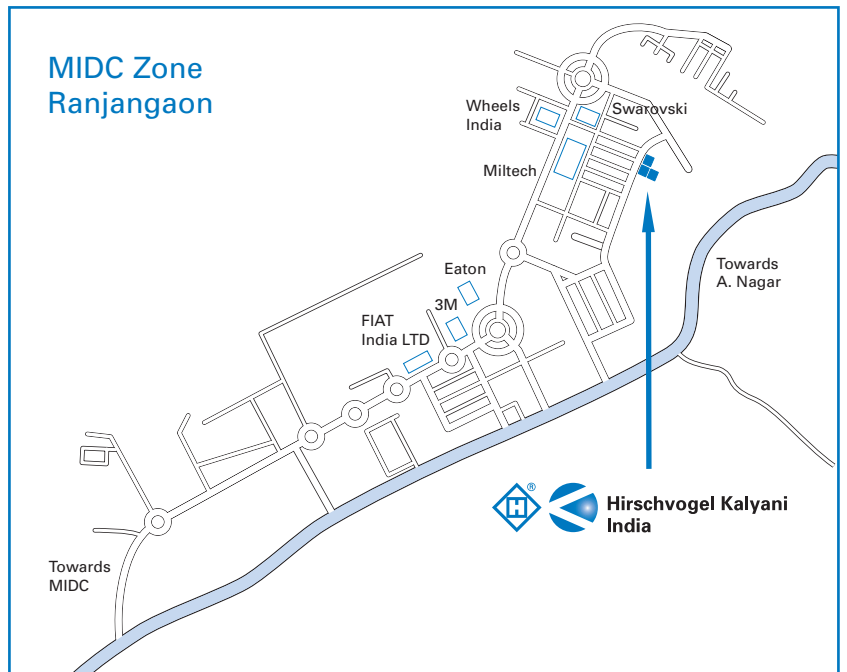 MIDC Zone
Ranjangaon
Wheels
India
Swarovski
Miltech
Towards
A. Nagar
Eaton
3M
FIAT
India LTD
H
®
Hirschvogel Kalyani
India
Towards
MIDC